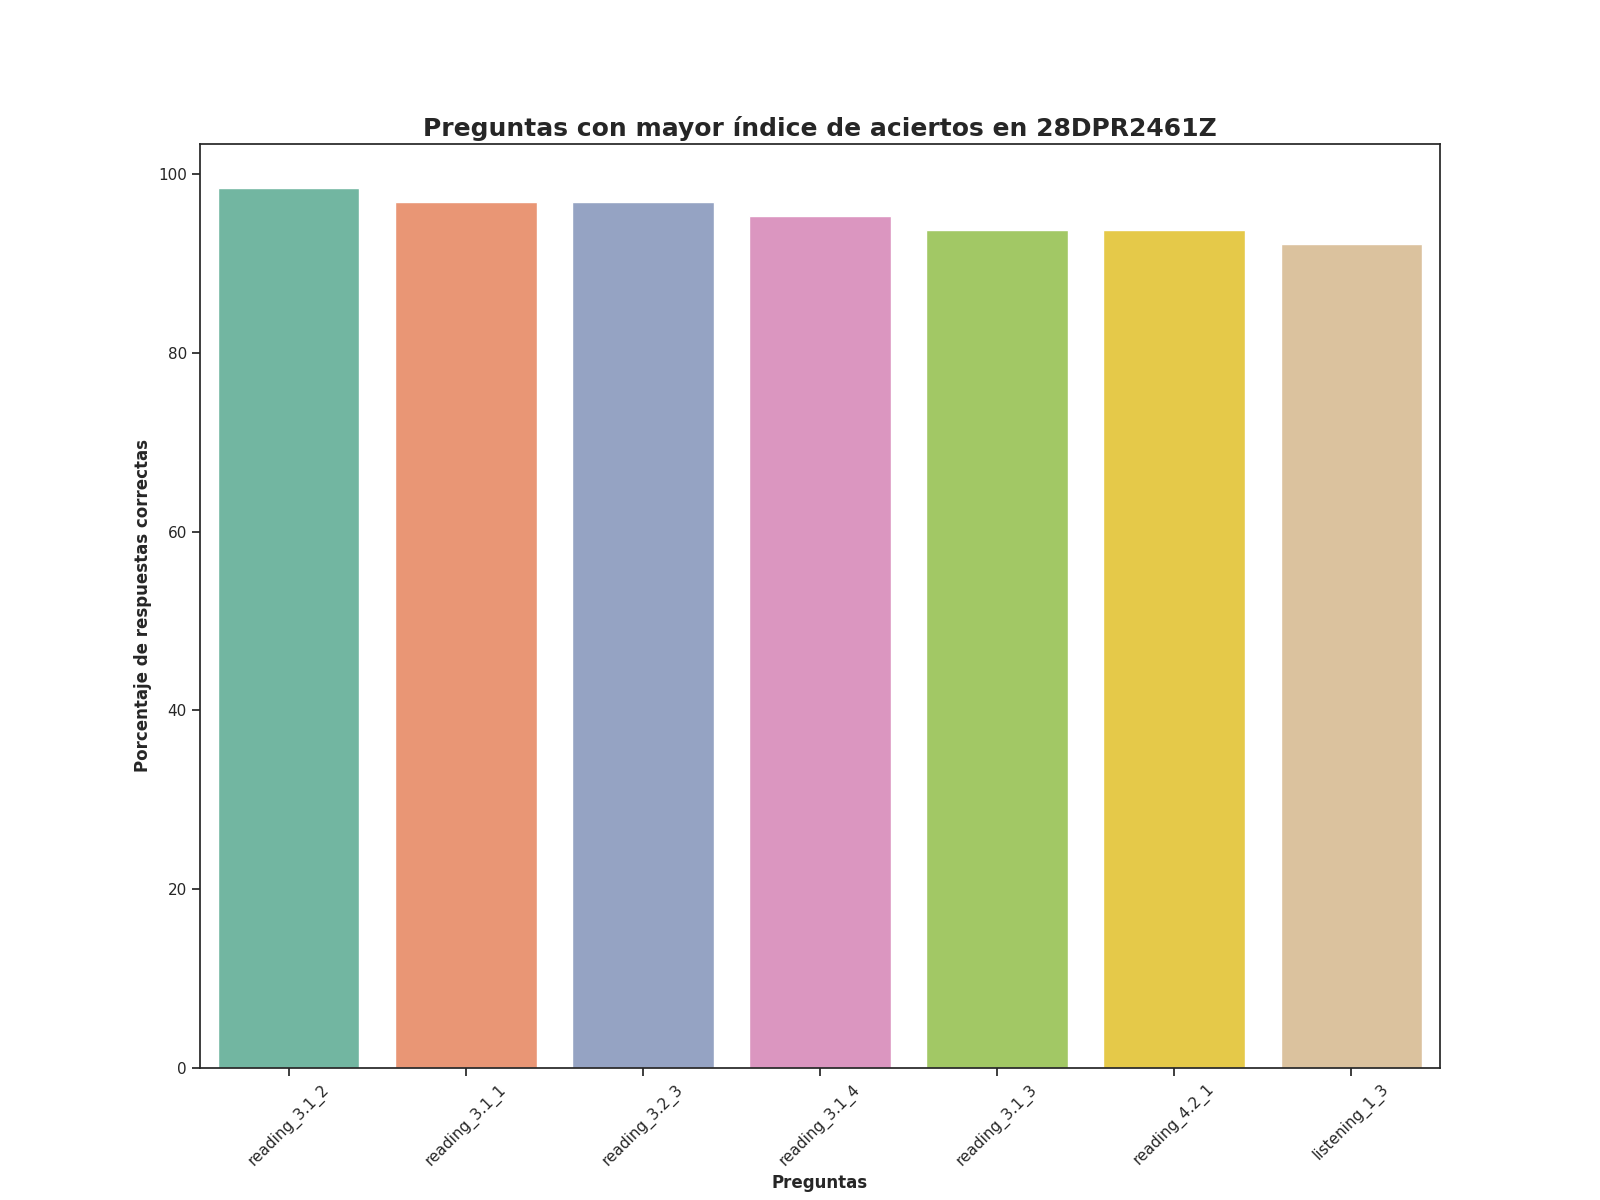 Preguntas con mayor índice de aciertos en 28DPR2461Z
Porcentaje de respuestas correctas
100
80
60
40
20
0
reading_3.1_2
reading_3.1_1
reading_3.2_3
reading_3.1_4
reading_3.1_3
reading_4.2_1
listening_1_3
Preguntas